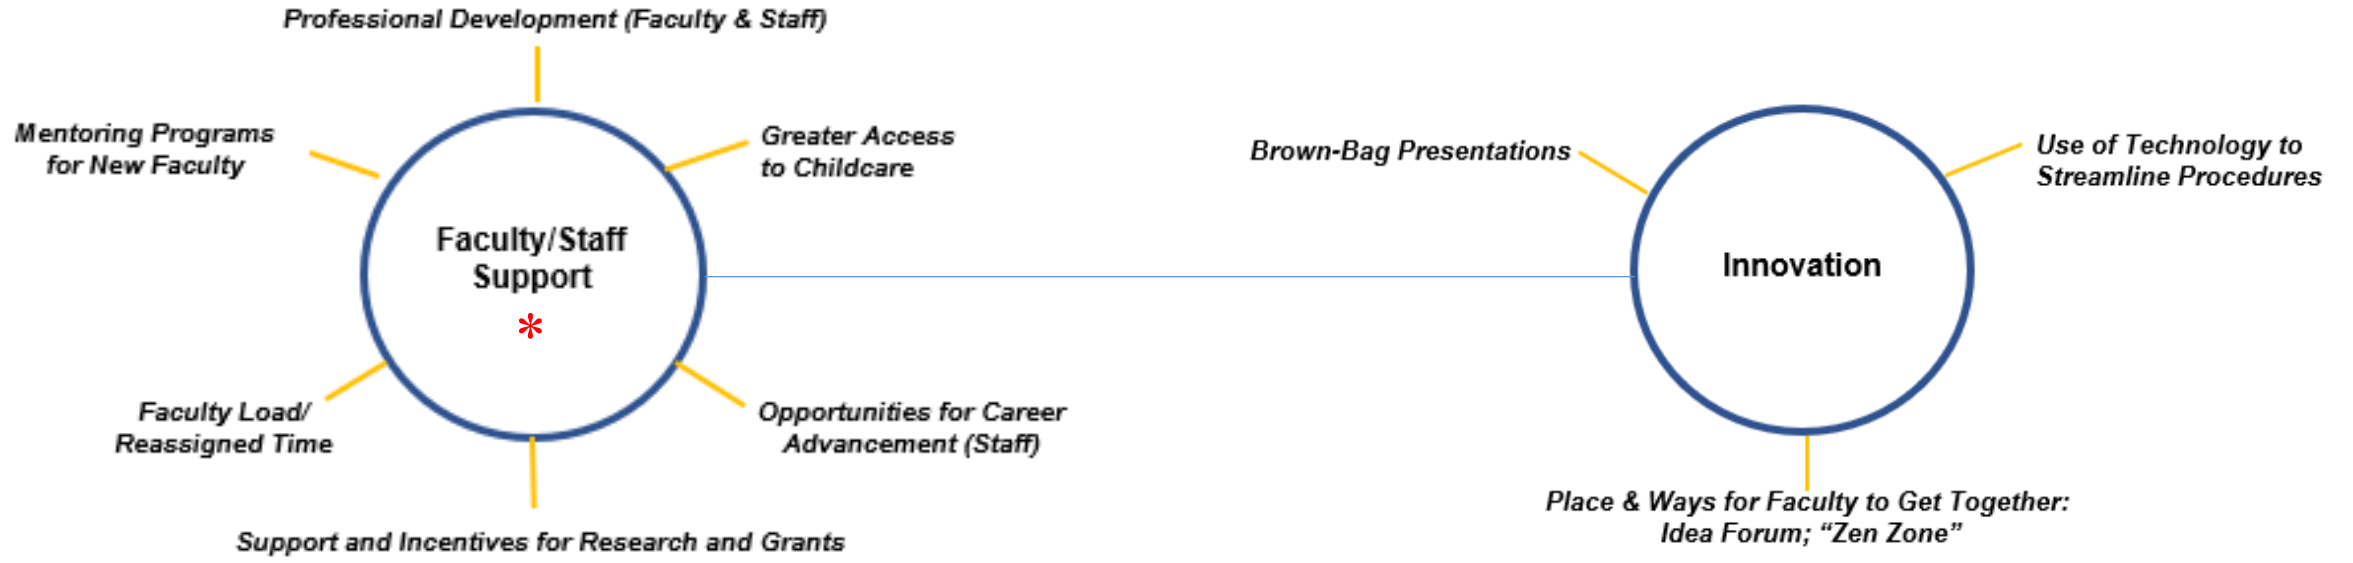 Professional Development (Faculty & Staff)
Mentoring Programs
for New Faculty
Greater Access
to Childcare
Faculty/Staff
Support
*
Faculty Load/
Reassigned Time
Opportunities for Career
Advancement (Staff)
Support and Incentives for Research and Grants
Brown-Bag Presentations
Use of Technology to
Streamline Procedures
Innovation
Place & Ways for Faculty to Get Together:
Idea Forum; “Zen Zone”